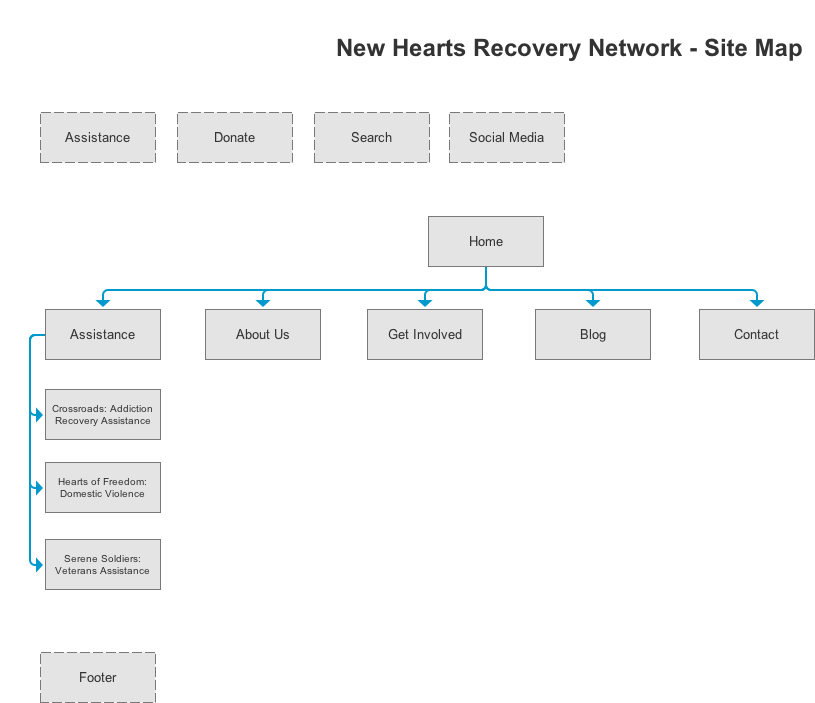 New Hearts Recovery Network - Site Map
Assistance
Donate
Search
Social Media
Home
Assistance
About Us
Get Involved
Blog
Contact
Crossroads: Addiction
Recovery Assistance
Hearts of Freedom:
Domestic Violence
Serene Soldiers:
Veterans Assistance
Footer